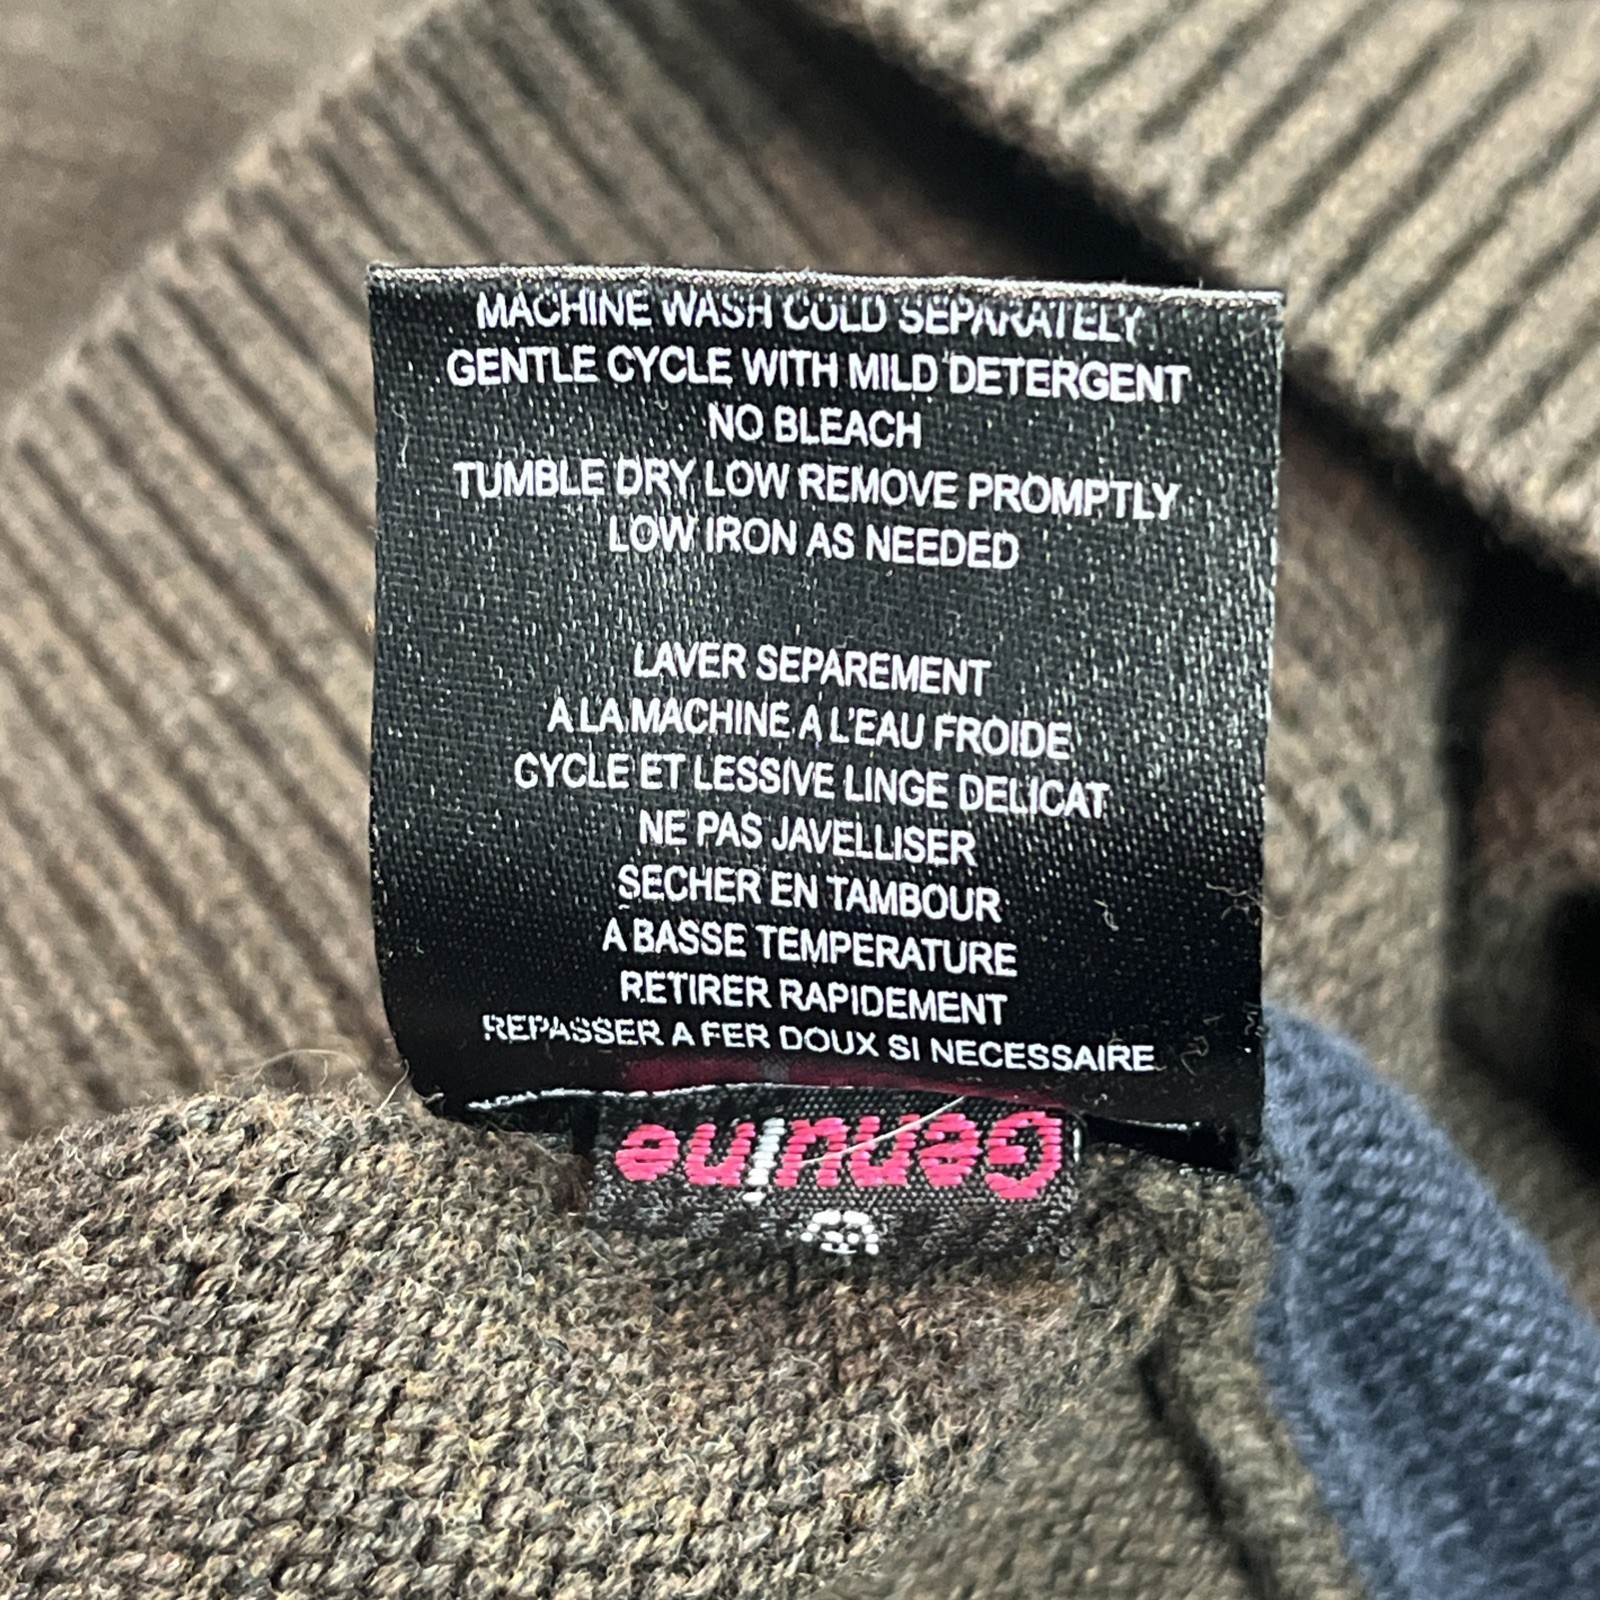 MACHINE WASH COLD SEPARATELY
GENTLE CYCLE WITH MILD DETERGENT
NO BLEACH
TUMBLE DRY LOW REMOVE PROMPTLY
LOW IRON AS NEEDED
LAVER SEPAREMENT
A LA MACHINE A L'EAU FROIDE
CYCLE ET LESSIVE LINGE DELICAT
NE PAS JAVELLISER
SECHER EN TAMBOUR
A BASSE TEMPERATURE
RETIRER RAPIDEMENT
REPASSER A FER DOUX SI NECESSAIRE
Genuine